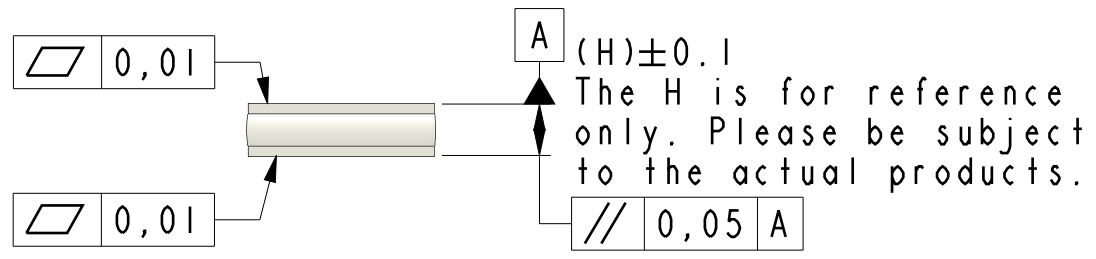 A
0,01
(H)±0.1
The H is for reference
only. Please be subject
to the actual products.
0,01
// 0,05 A